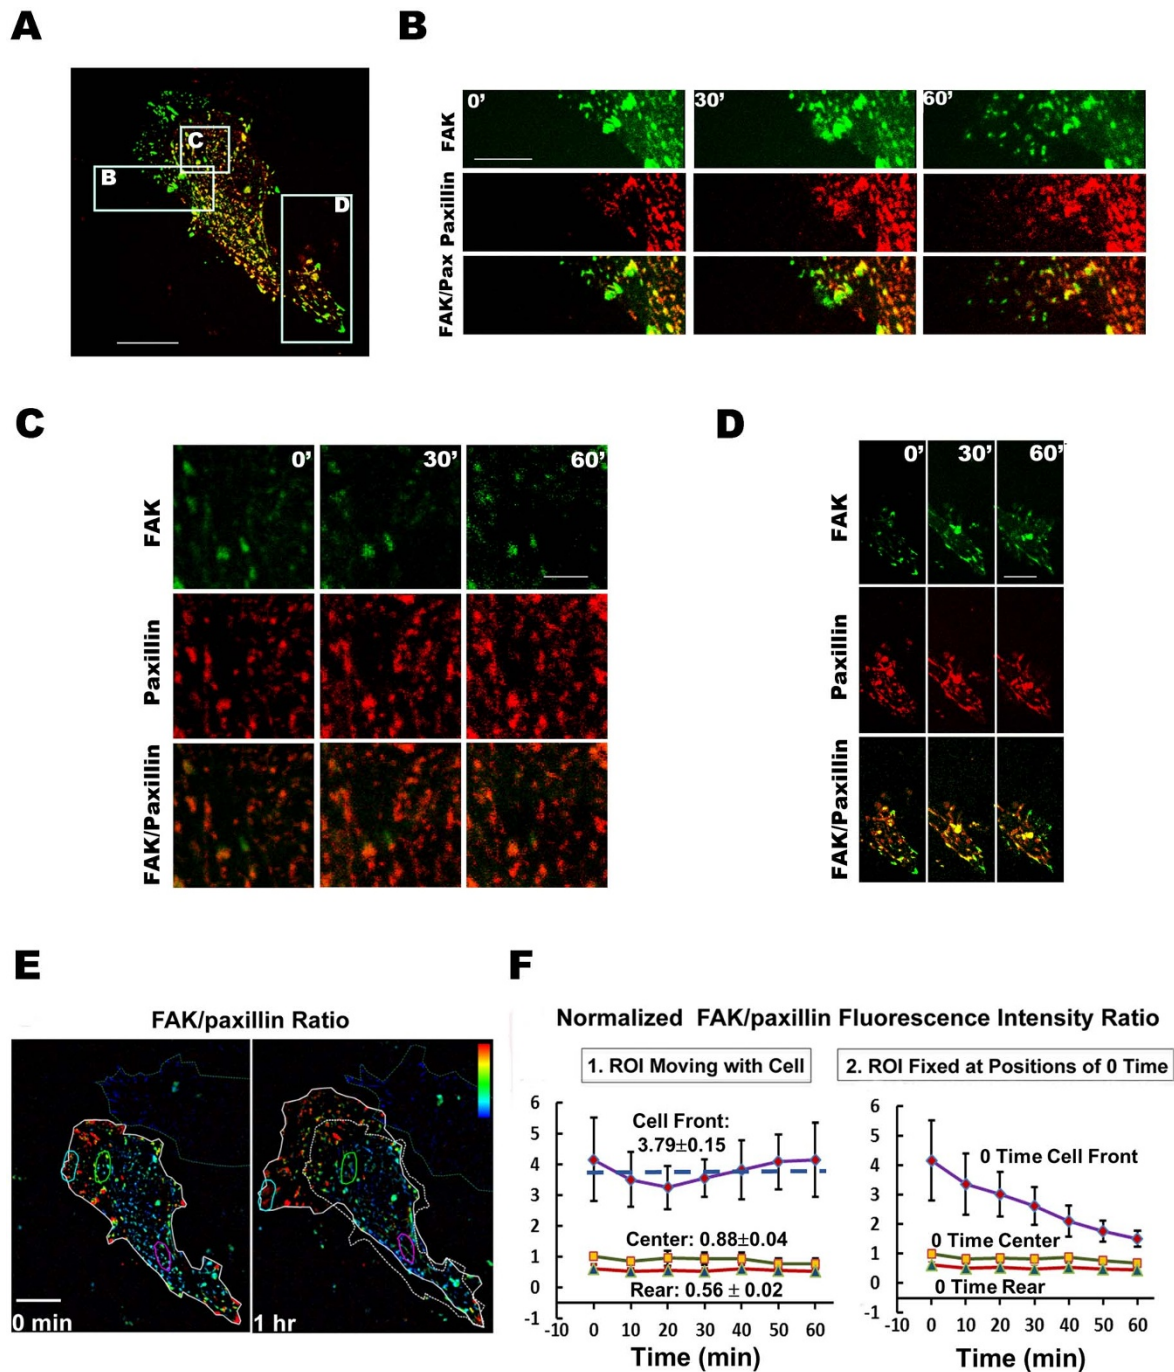 A
B
C
B
D
0’ 30’ 60’
FAK
Paxillin
FAK/Pax
C
0’ 30’ 60’
FAK
Paxillin
FAK/Paxillin
D
0’ 30’ 60’
FAK
Paxillin
FAK/Paxillin
E
FAK/paxillin Ratio
0 min
1 hr
F
Normalized FAK/paxillin Fluorescence Intensity Ratio
1. ROI Moving with Cell
6
5
4
3
2
1
0
-1
Cell Front:
3.79±0.15
Center: 0.88±0.04
Rear: 0.56 ± 0.02
-10 0 10 20 30 40 50 60
Time (min)
2. ROI Fixed at Positions of 0 Time
6
5
4
3
2
1
0
-1
0 Time Cell Front
0 Time Center
0 Time Rear
-10 0 10 20 30 40 50 60
Time (min)